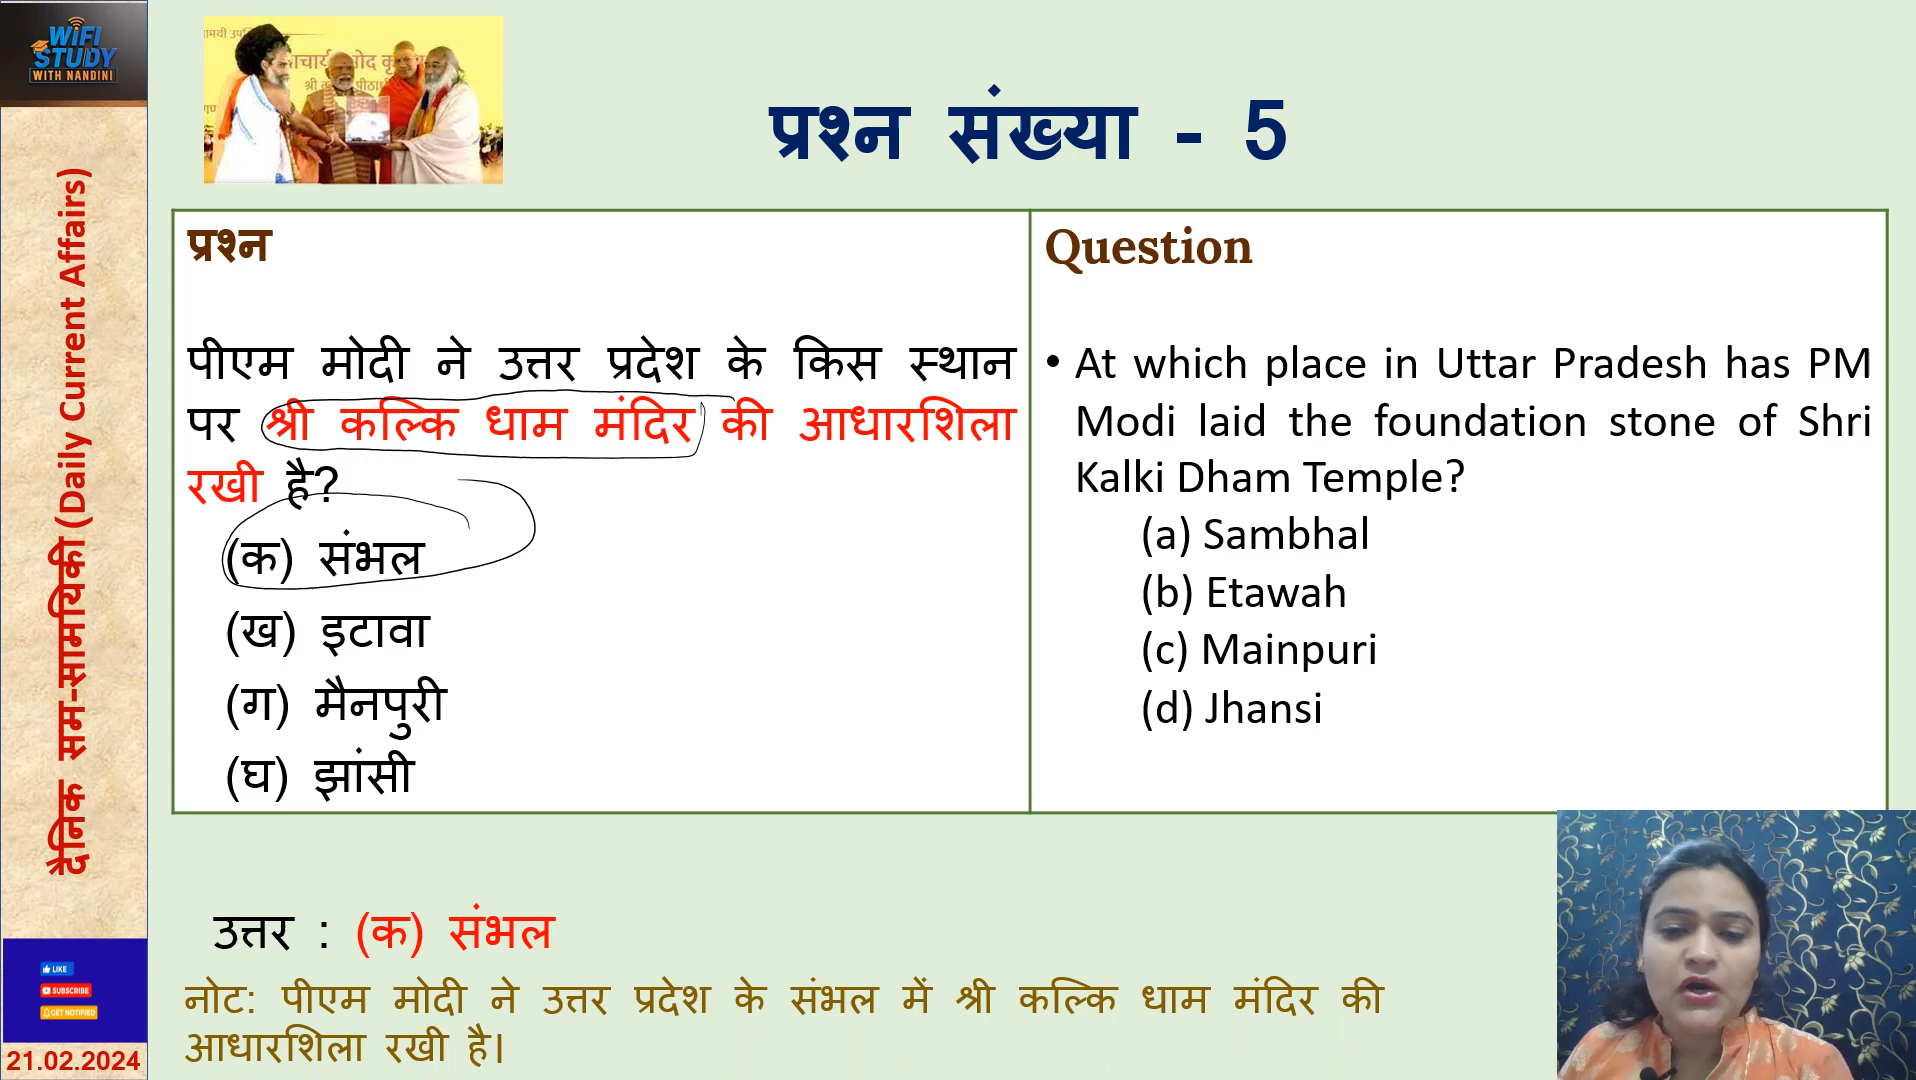 WiFi
STUDY
WITH NANDINI
दैनिक सम-सामयिकी (Daily Current Affairs)
LIKE
SUBSCRIBE
GET NOTIFIED
21.02.2024
प्रश्न संख्या - 5
प्रश्न
पीएम मोदी ने उत्तर प्रदेश के किस स्थान
पर श्री कल्कि धाम मंदिर की आधारशिला
रखी है?
(क) संभल
(ख) इटावा
(ग) मैनपुरी
(घ) झांसी
Question
• At which place in Uttar Pradesh has PM
Modi laid the foundation stone of Shri
Kalki Dham Temple?
(a) Sambhal
(b) Etawah
(c) Mainpuri
(d) Jhansi
उत्तर : (क) संभल
नोट: पीएम मोदी ने उत्तर प्रदेश के संभल में श्री कल्कि धाम मंदिर की
आधारशिला रखी है।